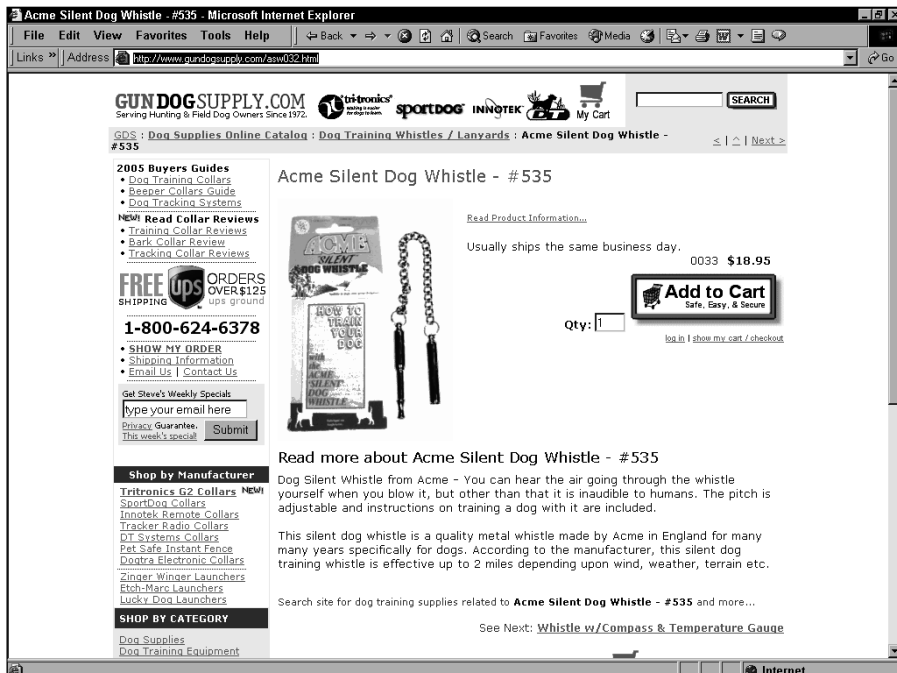 Acme Silent Dog Whistle - #535 - Microsoft Internet Explorer
File Edit View Favorites Tools Help
Back Search Favorites Media
Links » Address http://www.gundogsupply.com/asw032.html Go
GUN DOG SUPPLY.COM
Serving Hunting & Field Dog Owners Since 1972.
tri-tronics
SPORTDOG
INNOTEK
DT
My Cart
SEARCH
GDS : Dog Supplies Online Catalog : Dog Training Whistles / Lanyards : Acme Silent Dog Whistle -
#535
< | ^ | Next >
2005 Buyers Guides
• Dog Training Collars
• Beeper Collars Guide
• Dog Tracking Systems
NEW! Read Collar Reviews
• Training Collar Reviews
• Bark Collar Review
• Tracking Collar Reviews
FREE SHIPPING
ups
ORDERS
OVER $125
ups ground
1-800-624-6378
• SHOW MY ORDER
• Shipping Information
• Email Us | Contact Us
Get Steve's Weekly Specials
type your email here
Privacy Guarantee.
This week's special!
Submit
Shop by Manufacturer
Tritronics G2 Collars NEW!
SportDog Collars
Innotek Remote Collars
Tracker Radio Collars
DT Systems Collars
Pet Safe Instant Fence
Dogtra Electronic Collars
Zinger Winger Launchers
Etch-Marc Launchers
Lucky Dog Launchers
SHOP BY CATEGORY
Dog Supplies
Dog Training Equipment
Acme Silent Dog Whistle - #535
ACME
SILENT
DOG WHISTLE
HOW TO
TRAIN
YOUR
DOG
with
the
ACME
'SILENT'
DOG
WHISTLE
Read Product Information...
Usually ships the same business day.
0033 $18.95
Add to Cart
Safe, Easy, & Secure
Qty: 1
log in | show my cart / checkout
Read more about Acme Silent Dog Whistle - #535
Dog Silent Whistle from Acme - You can hear the air going through the whistle
yourself when you blow it, but other than that it is inaudible to humans. The pitch is
adjustable and instructions on training a dog with it are included.
This silent dog whistle is a quality metal whistle made by Acme in England for many
many years specifically for dogs. According to the manufacturer, this silent dog
training whistle is effective up to 2 miles depending upon wind, weather, terrain etc.
Search site for dog training supplies related to Acme Silent Dog Whistle - #535 and more...
See Next: Whistle w/Compass & Temperature Gauge
Internet